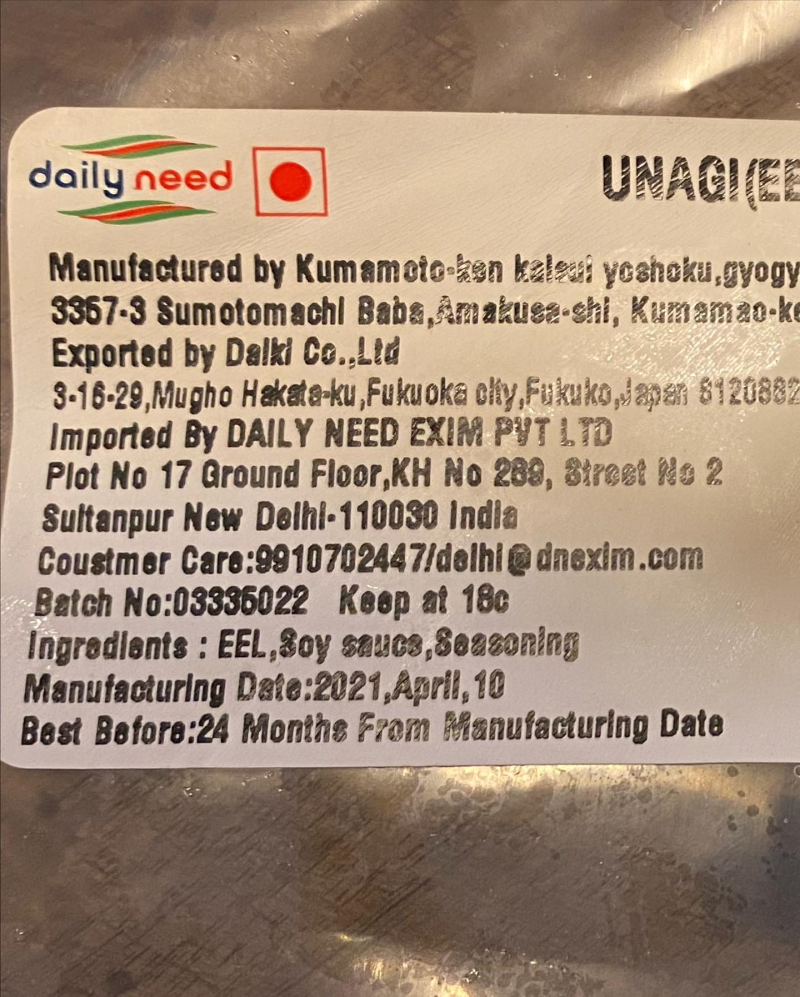 daily need
UNAGI(EE
Manufactured by Kumamoto-ken kaisui yoshoku,gyogy
3367-3 Sumotomachi Baba,Amakusa-shi, Kumamao-ke
Exported by Daiki Co.,Ltd
3-16-29,Mugho Hakata-ku,Fukuoka city,Fukuko,Japan 8120882
Imported By DAILY NEED EXIM PVT LTD
Plot No 17 Ground Floor,KH No 289, Street No 2
Sultanpur New Delhi-110030 India
Coustmer Care:9910702447/delhi@dnexim.com
Batch No:03336022 Keep at 18c
Ingredients : EEL,Soy sauce,Seasoning
Manufacturing Date:2021,April,10
Best Before:24 Months From Manufacturing Date